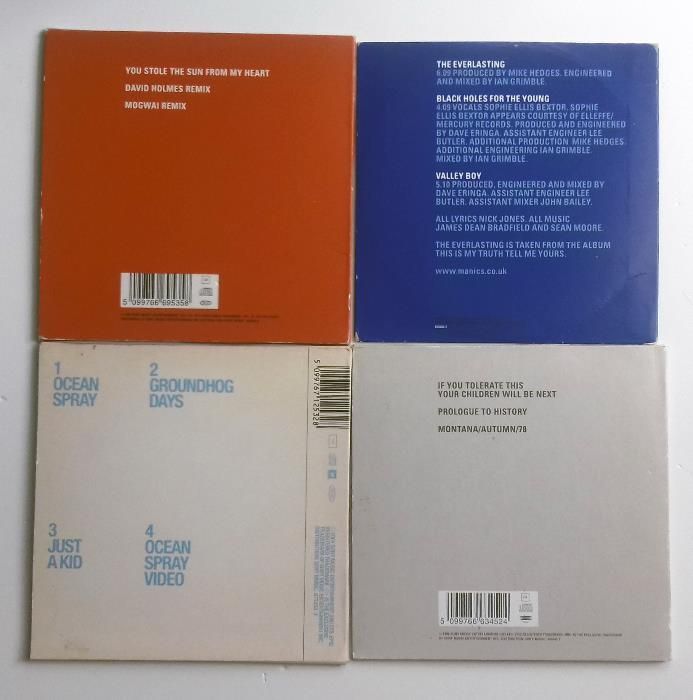 YOU STOLE THE SUN FROM MY HEART
DAVID HOLMES REMIX
MOGWAI REMIX
5 099766 695358
THE EVERLASTING
6.09 PRODUCED BY MIKE HEDGES. ENGINEERED
AND MIXED BY IAN GRIMBLE.
BLACK HOLES FOR THE YOUNG
4.09 VOCALS SOPHIE ELLIS BEXTOR. SOPHIE
ELLIS BEXTOR APPEARS COURTESY OF ELLEFFE/
MERCURY RECORDS. PRODUCED AND ENGINEERED
BY DAVE ERINGA. ASSISTANT ENGINEER LEE
BUTLER. ADDITIONAL PRODUCTION MIKE HEDGES.
ADDITIONAL ENGINEERING IAN GRIMBLE.
MIXED BY IAN GRIMBLE.
VALLEY BOY
5.10 PRODUCED, ENGINEERED AND MIXED BY
DAVE ERINGA. ASSISTANT ENGINEER LEE
BUTLER. ASSISTANT MIXER JOHN BAILEY.
ALL LYRICS NICK JONES. ALL MUSIC
JAMES DEAN BRADFIELD AND SEAN MOORE.
THE EVERLASTING IS TAKEN FROM THE ALBUM
THIS IS MY TRUTH TELL ME YOURS.
www.manics.co.uk
1
OCEAN
SPRAY
2
GROUNDHOG
DAYS
3
JUST
A KID
4
OCEAN
SPRAY
VIDEO
5 099767 125328
IF YOU TOLERATE THIS
YOUR CHILDREN WILL BE NEXT
PROLOGUE TO HISTORY
MONTANA/AUTUMN/78
5 099766 634524